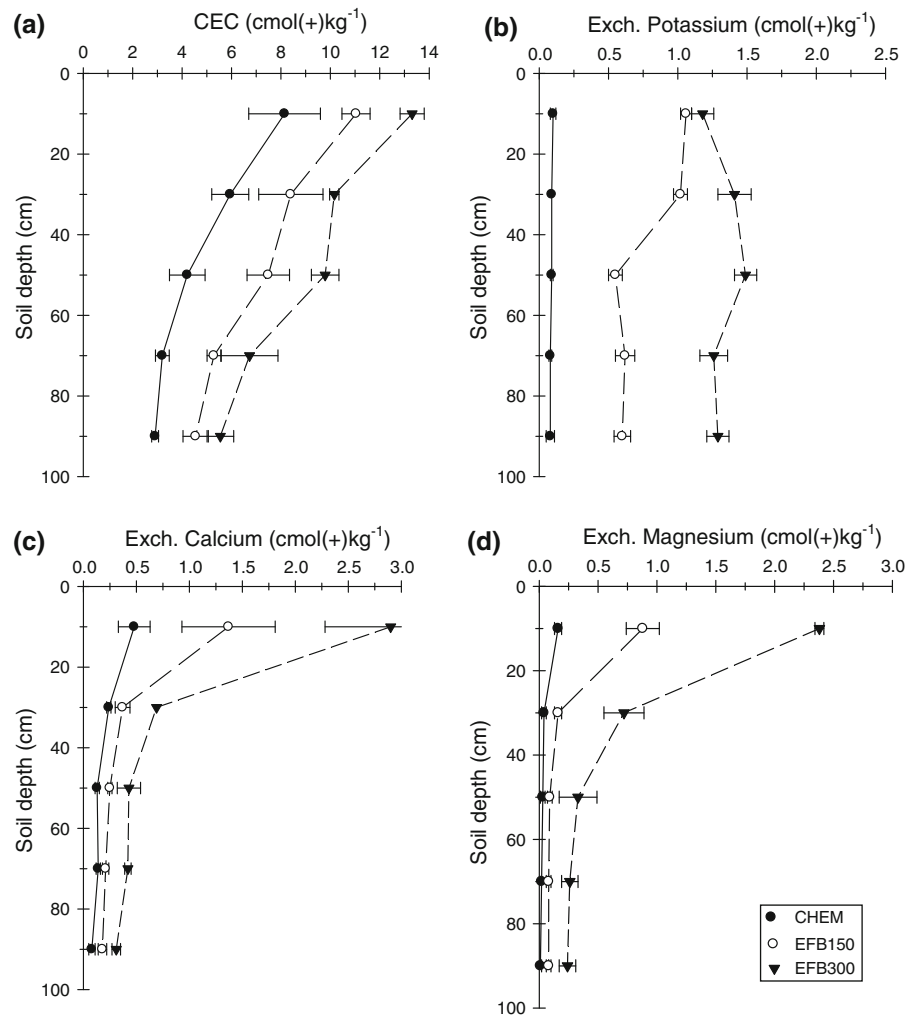 (a) CEC (cmol(+)kg⁻¹)
0 2 4 6 8 10 12 14
0
20
40
60
80
100
Soil depth (cm)
(b) Exch. Potassium (cmol(+)kg⁻¹)
0.0 0.5 1.0 1.5 2.0 2.5
0
20
40
60
80
100
Soil depth (cm)
(c) Exch. Calcium (cmol(+)kg⁻¹)
0.0 0.5 1.0 1.5 2.0 2.5 3.0
0
20
40
60
80
100
Soil depth (cm)
(d) Exch. Magnesium (cmol(+)kg⁻¹)
0.0 0.5 1.0 1.5 2.0 2.5 3.0
0
20
40
60
80
100
Soil depth (cm)
CHEM
EFB150
EFB300